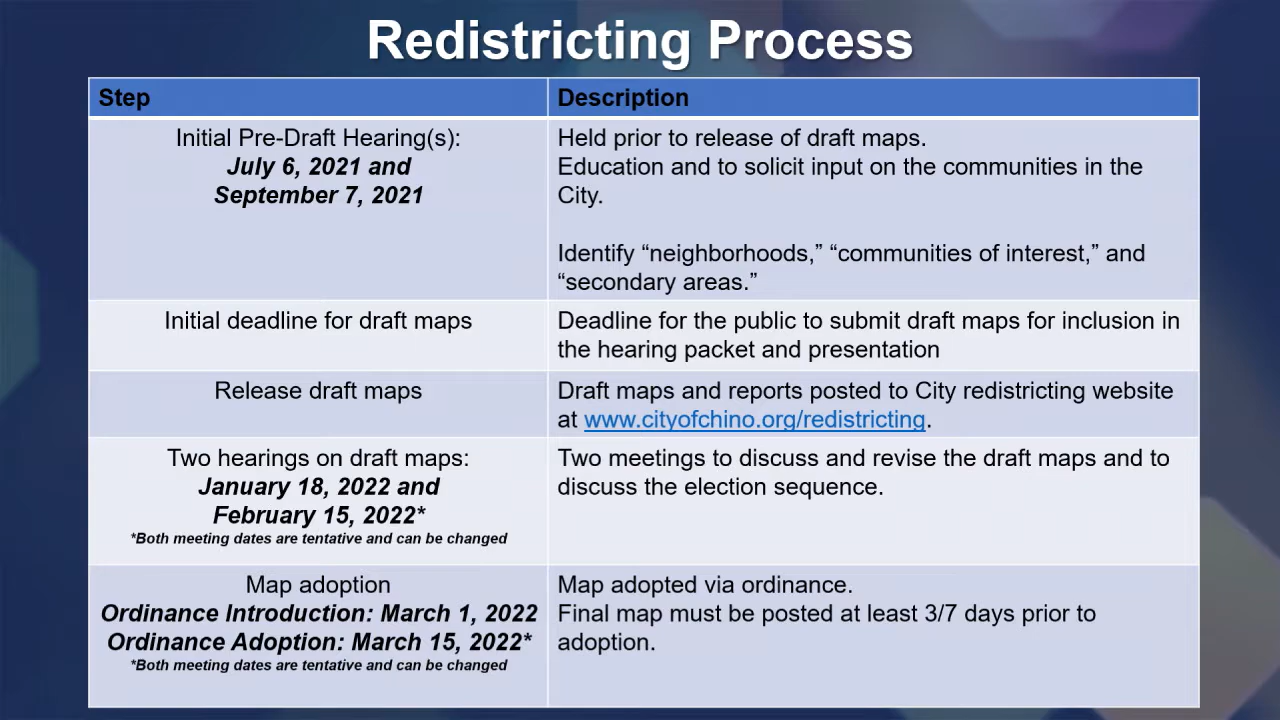 Redistricting Process
Step
Description
Initial Pre-Draft Hearing(s):
July 6, 2021 and
September 7, 2021
Held prior to release of draft maps.
Education and to solicit input on the communities in the
City.
Identify “neighborhoods,” “communities of interest,” and
“secondary areas.”
Initial deadline for draft maps
Deadline for the public to submit draft maps for inclusion in
the hearing packet and presentation
Release draft maps
Draft maps and reports posted to City redistricting website
at www.cityofchino.org/redistricting.
Two hearings on draft maps:
January 18, 2022 and
February 15, 2022*
*Both meeting dates are tentative and can be changed
Two meetings to discuss and revise the draft maps and to
discuss the election sequence.
Map adoption
Ordinance Introduction: March 1, 2022
Ordinance Adoption: March 15, 2022*
*Both meeting dates are tentative and can be changed
Map adopted via ordinance.
Final map must be posted at least 3/7 days prior to
adoption.